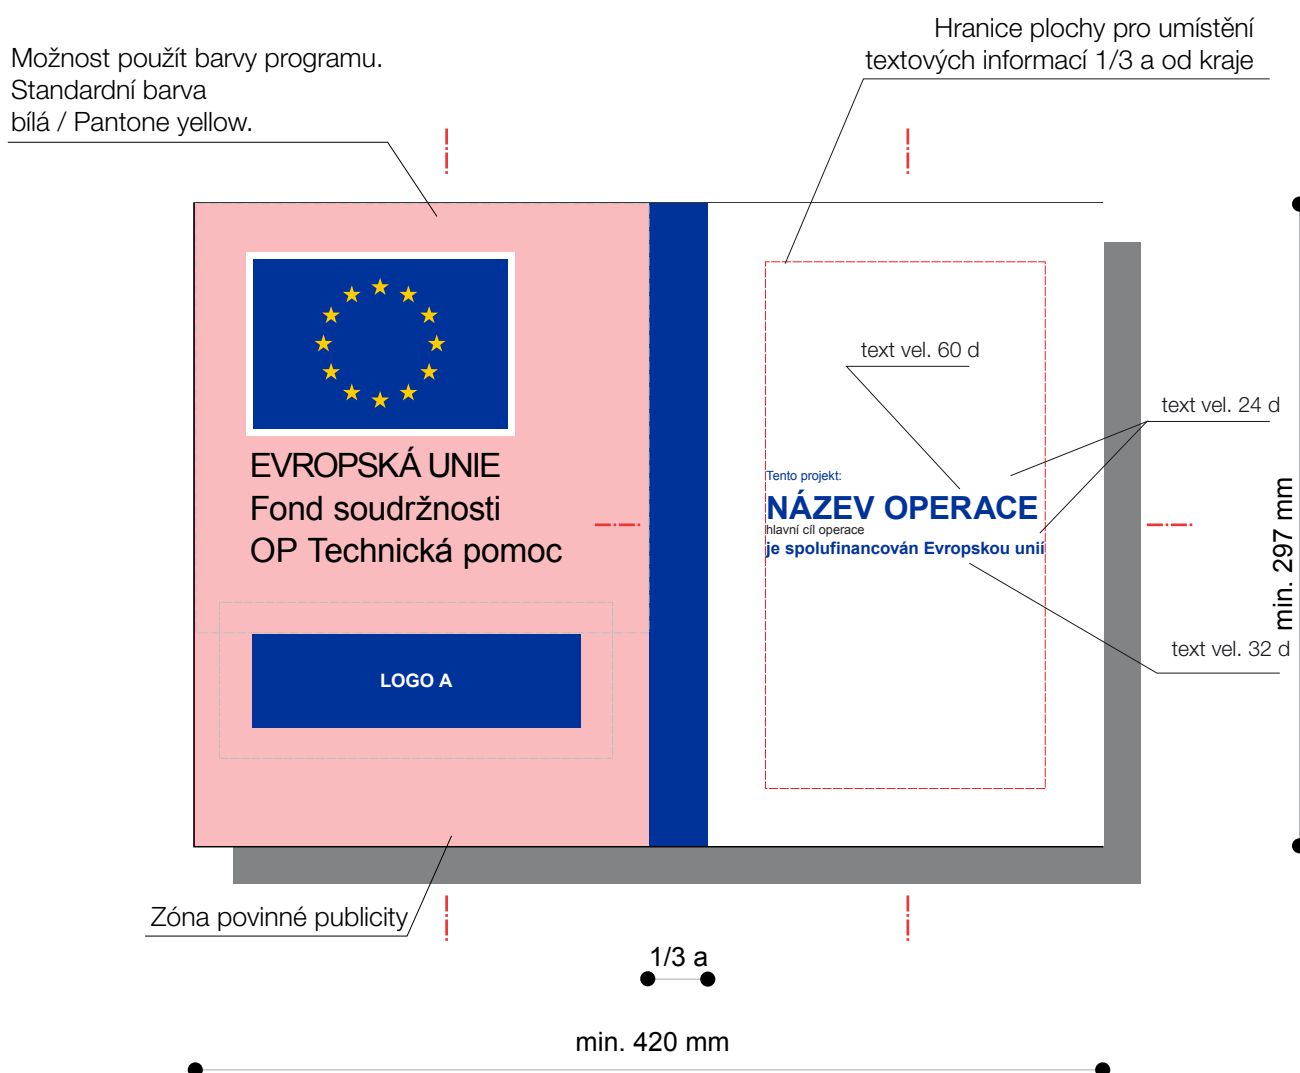 Hranice plochy pro umístění
textových informací 1/3 a od kraje
Možnost použít barvy programu.
Standardní barva
bílá / Pantone yellow.
text vel. 60 d
text vel. 24 d
EVROPSKÁ UNIE
Fond soudržnosti
OP Technická pomoc
Tento projekt:
NÁZEV OPERACE
hlavní cíl operace
je spolufinancován Evropskou unií
min. 297 mm
text vel. 32 d
LOGO A
Zóna povinné publicity
1/3 a
min. 420 mm